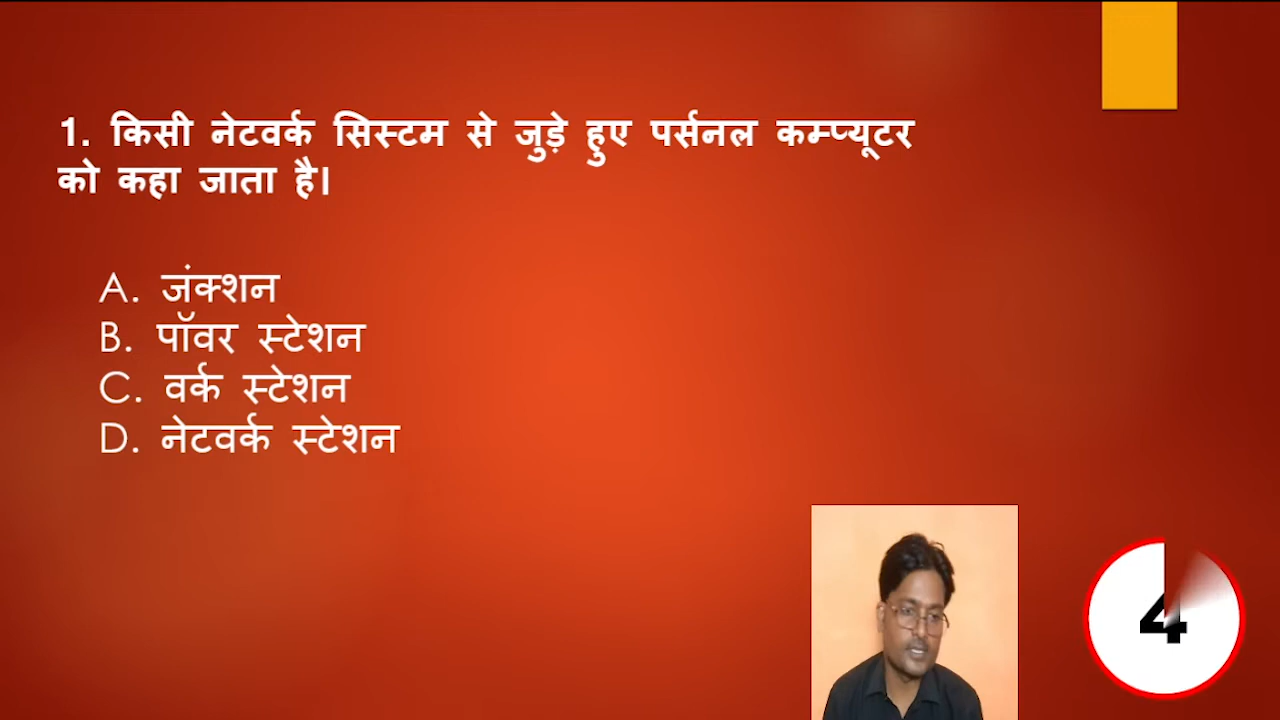 1. किसी नेटवर्क सिस्टम से जुड़े हुए पर्सनल कम्प्यूटर
को कहा जाता है।
A. जंक्शन
B. पॉवर स्टेशन
C. वर्क स्टेशन
D. नेटवर्क स्टेशन
4